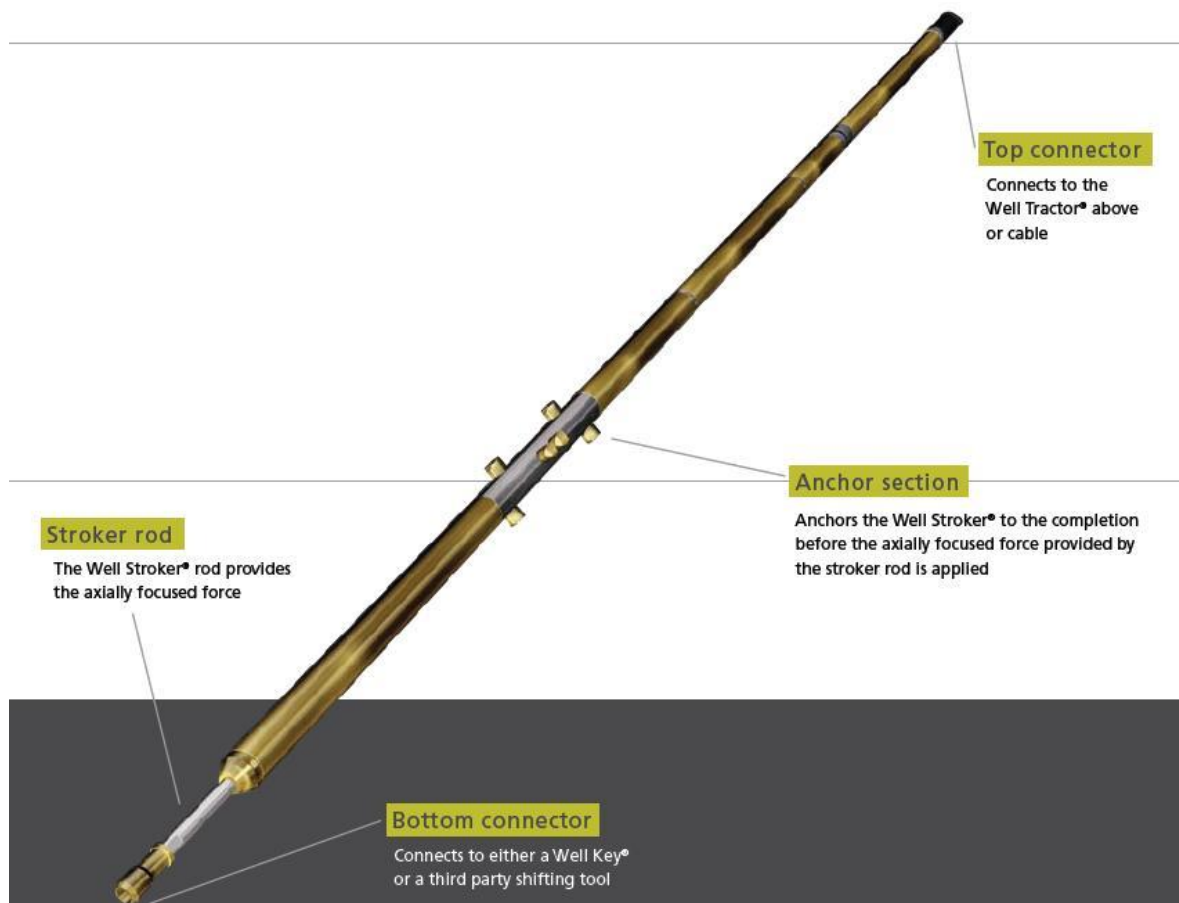 Top connector
Connects to the
Well Tractor® above
or cable
Anchor section
Anchors the Well Stroker® to the completion
before the axially focused force provided by
the stroker rod is applied
Stroker rod
The Well Stroker® rod provides
the axially focused force
Bottom connector
Connects to either a Well Key®
or a third party shifting tool